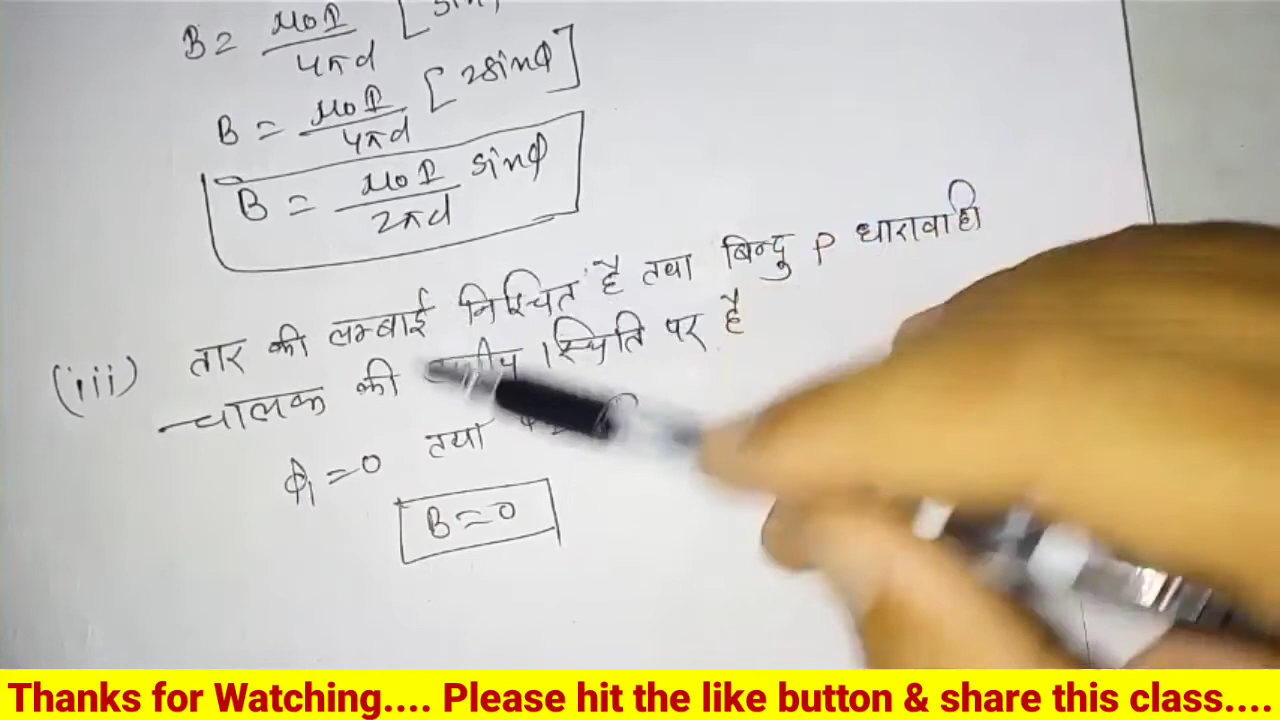 B = μ₀I / 4πd [sin
B = μ₀I / 4πd [2sinϕ]
B = μ₀I / 2πd sinϕ
(iii) तार की लम्बाई निश्चित है तथा बिन्दु P धारावाही
चालक की स्थिति पर है
ϕ₁=0 तथा
B=0
Thanks for Watching.... Please hit the like button & share this class....